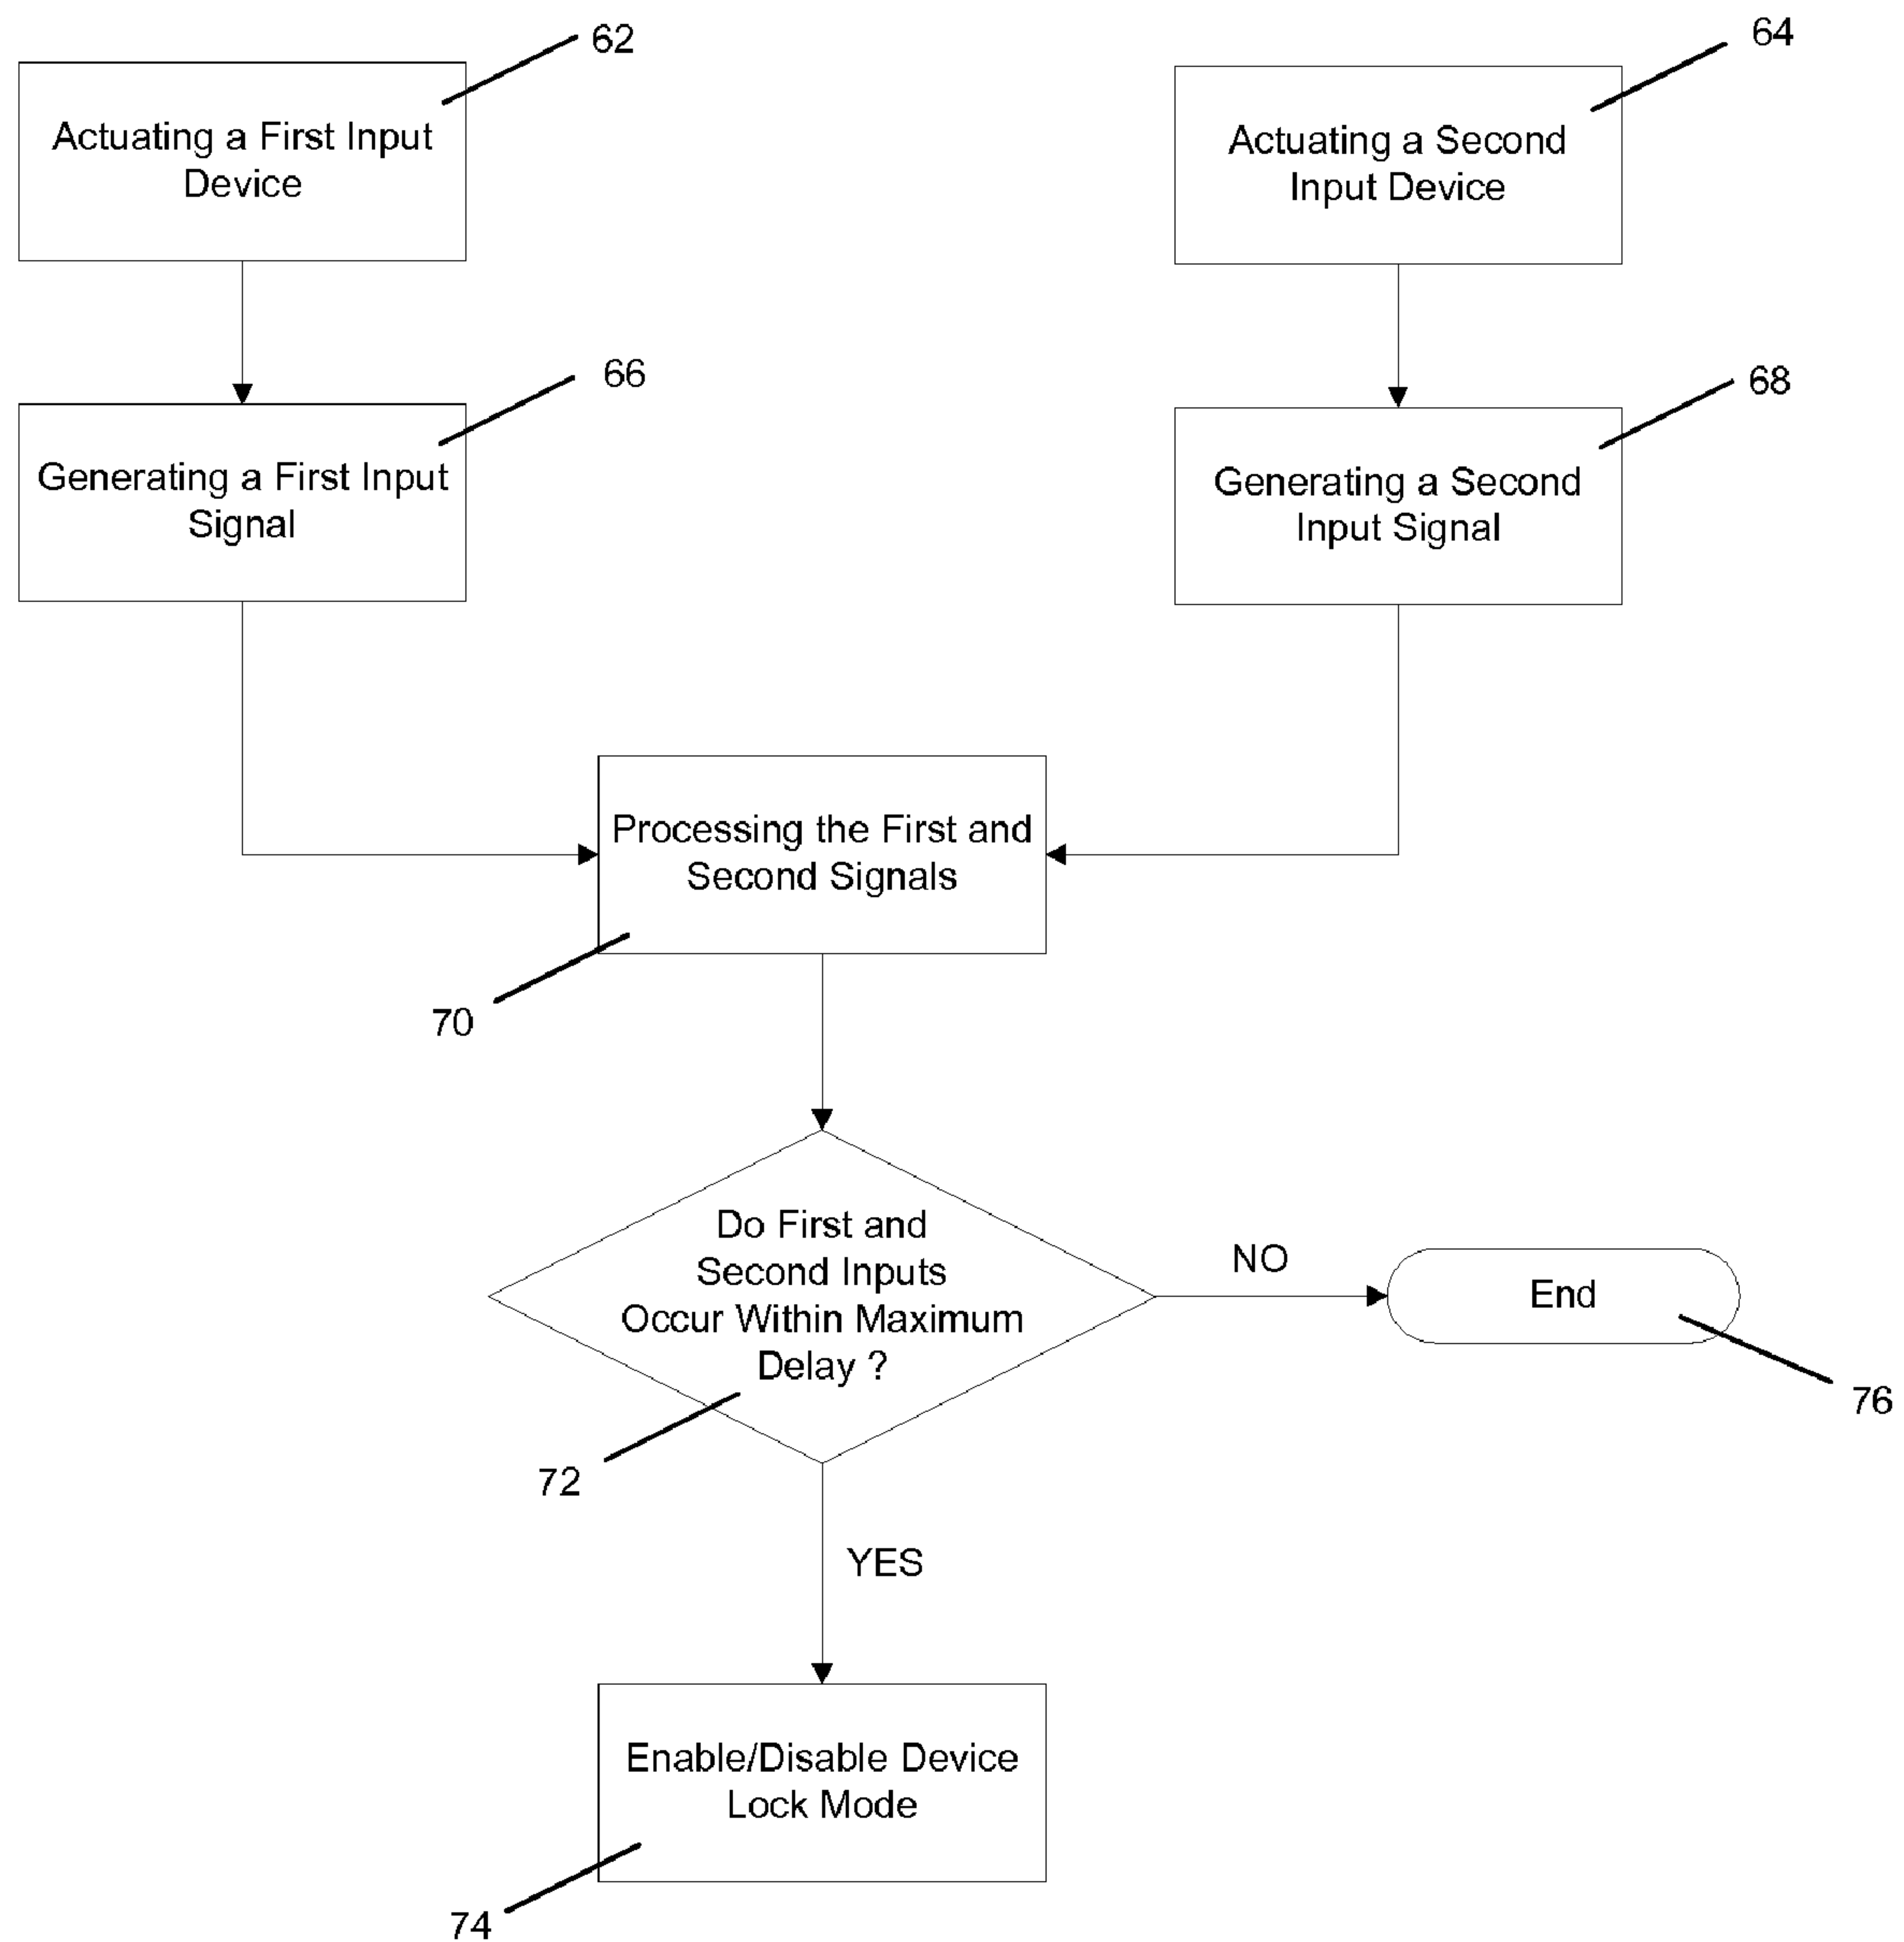 62
64
Actuating a First Input
Device
Actuating a Second
Input Device
66
68
Generating a First Input
Signal
Generating a Second
Input Signal
Processing the First and
Second Signals
70
Do First and
Second Inputs
Occur Within Maximum
Delay ?
NO
End
76
72
YES
Enable/Disable Device
Lock Mode
74